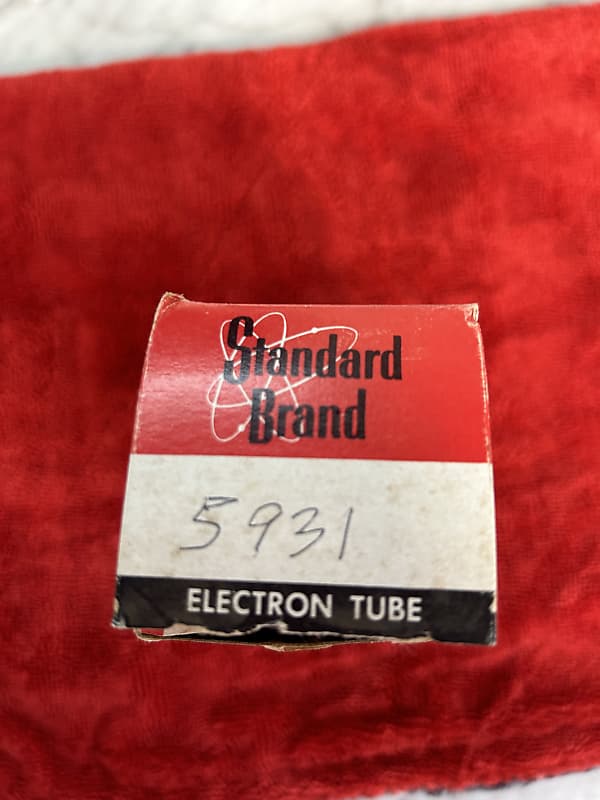 Standard
Brand
5931
ELECTRON TUBE